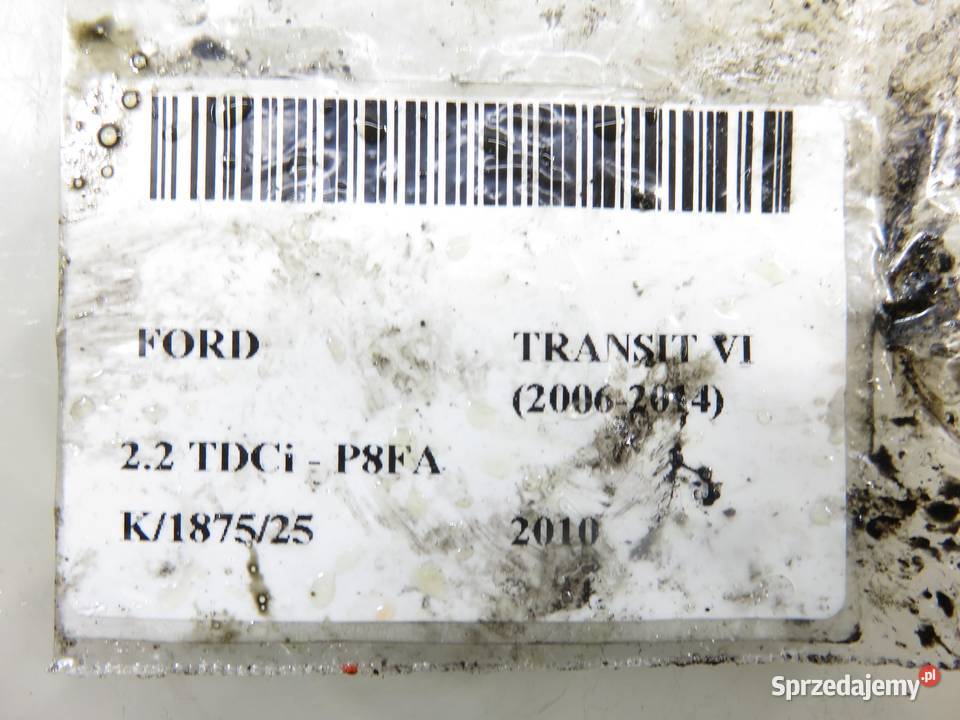 FORD TRANSIT VI
(2006-2014)
2.2 TDCi - P8FA
K/1875/25 2010
Sprzedajemy.pl